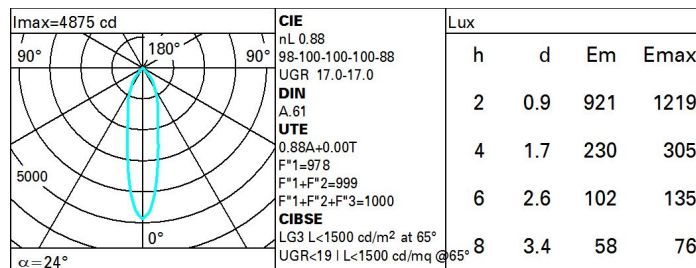 Imax=4875 cd
90°
180°
90°
5000
0°
α=24°
CIE
nL 0.88
98-100-100-100-88
UGR 17.0-17.0
DIN
A.61
UTE
0.88A+0.00T
F"1=978
F"1+F"2=999
F"1+F"2+F"3=1000
CIBSE
LG3 L<1500 cd/m² at 65°
UGR<19 | L<1500 cd/mq @65°
Lux
h d Em Emax
2 0.9 921 1219
4 1.7 230 305
6 2.6 102 135
8 3.4 58 76